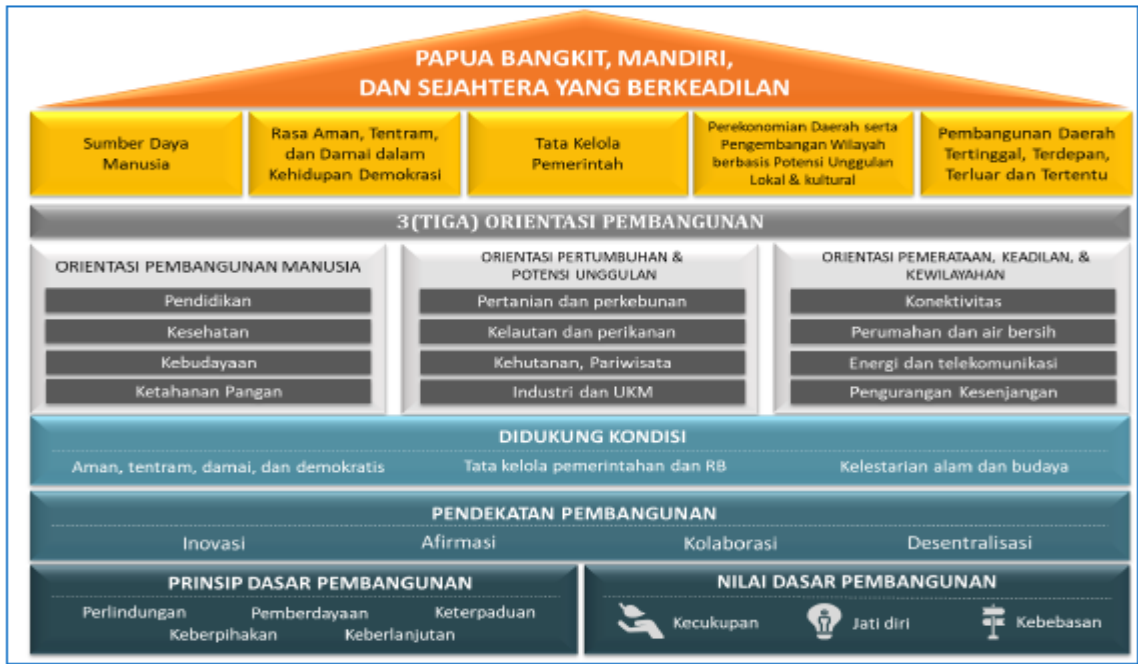 PAPUA BANGKIT, MANDIRI,
DAN SEJAHTERA YANG BERKEADILAN
Sumber Daya
Manusia
Rasa Aman, Tentram,
dan Damai dalam
Kehidupan Demokrasi
Tata Kelola
Pemerintah
Perekonomian Daerah serta
Pengembangan Wilayah
berbasis Potensi Unggulan
Lokal & kultural
Pembangunan Daerah
Tertinggal, Terdepan,
Terluar dan Tertentu
3(TIGA) ORIENTASI PEMBANGUNAN
ORIENTASI PEMBANGUNAN MANUSIA
Pendidikan
Kesehatan
Kebudayaan
Ketahanan Pangan
ORIENTASI PERTUMBUHAN &
POTENSI UNGGULAN
Pertanian dan perkebunan
Kelautan dan perikanan
Kehutanan, Pariwisata
Industri dan UKM
ORIENTASI PEMERATAAN, KEADILAN, &
KEWILAYAHAN
Konektivitas
Perumahan dan air bersih
Energi dan telekomunikasi
Pengurangan Kesenjangan
DIDUKUNG KONDISI
Aman, tentram, damai, dan demokratis
Tata kelola pemerintahan dan RB
Kelestarian alam dan budaya
PENDEKATAN PEMBANGUNAN
Inovasi
Afirmasi
Kolaborasi
Desentralisasi
PRINSIP DASAR PEMBANGUNAN
Perlindungan
Pemberdayaan
Keterpaduan
Keberpihakan
Keberlanjutan
NILAI DASAR PEMBANGUNAN
Kecukupan
Jati diri
Kebebasan